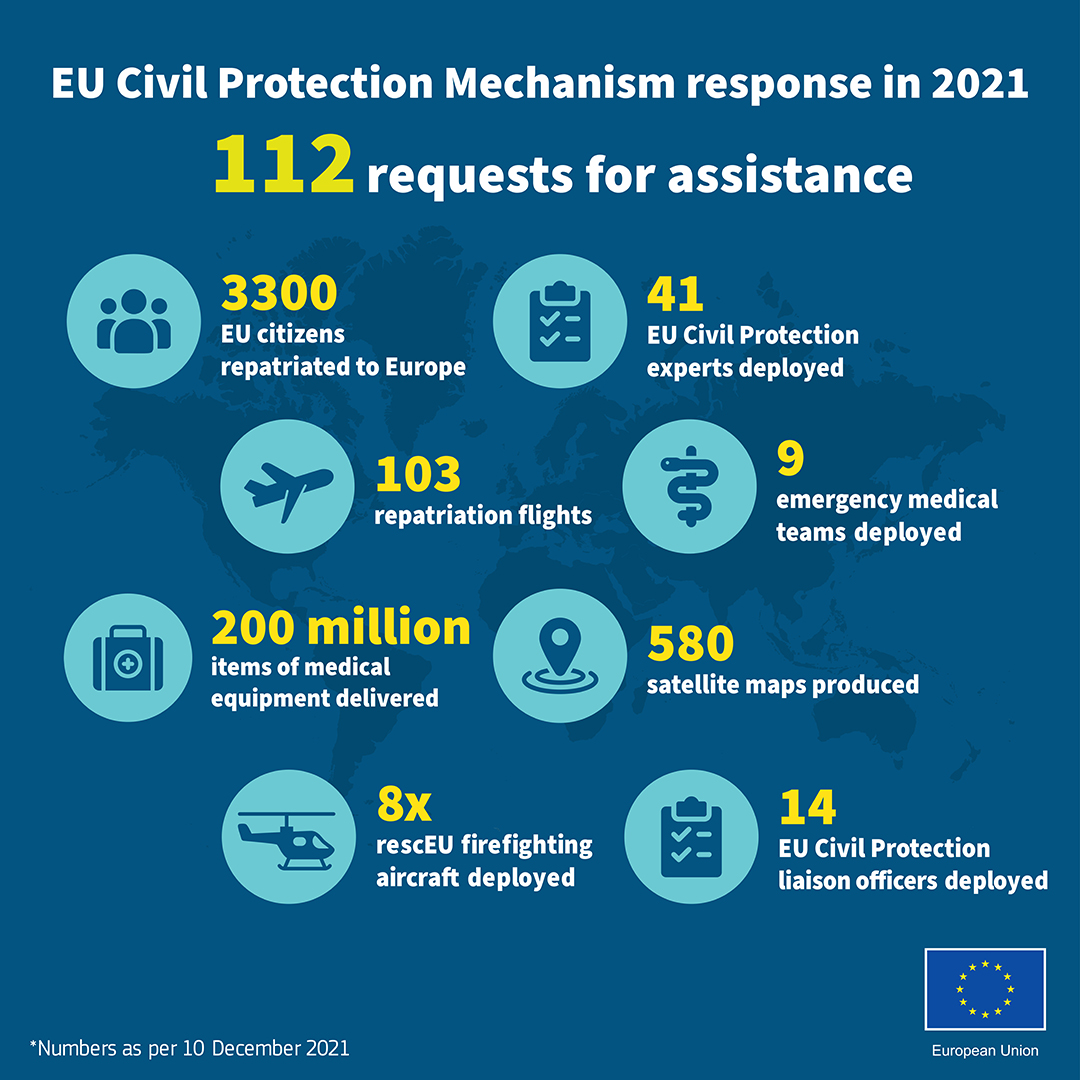 EU Civil Protection Mechanism response in 2021
112 requests for assistance
3300
EU citizens
repatriated to Europe
41
EU Civil Protection
experts deployed
103
repatriation flights
9
emergency medical
teams deployed
200 million
items of medical
equipment delivered
580
satellite maps produced
8x
rescEU firefighting
aircraft deployed
14
EU Civil Protection
liaison officers deployed
*Numbers as per 10 December 2021
European Union